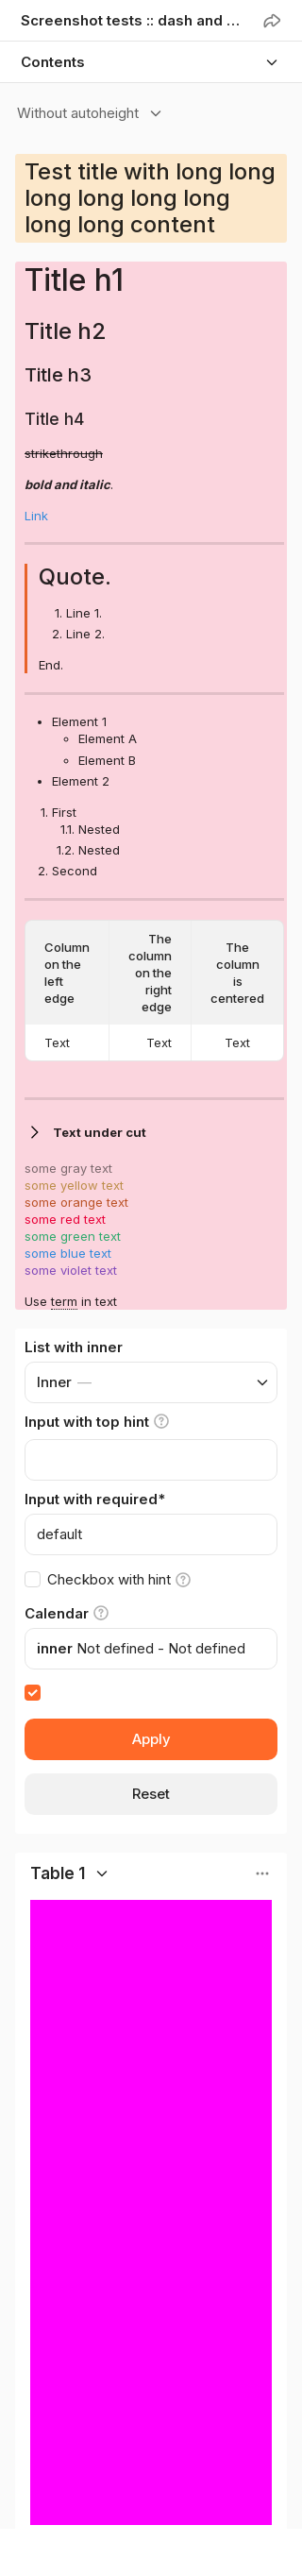 Screenshot tests :: dash and ...
Contents
Without autoheight
Test title with long long
long long long long
long long content
Title h1
Title h2
Title h3
Title h4
strikethrough
bold and italic.
Link
Quote.
1. Line 1.
2. Line 2.
End.
• Element 1
◦ Element A
◦ Element B
• Element 2
1. First
1.1. Nested
1.2. Nested
2. Second
Column
on the
left
edge
The
column
on the
right
edge
The
column
is
centered
Text
Text
Text
Text under cut
some gray text
some yellow text
some orange text
some red text
some green text
some blue text
some violet text
Use term in text
List with inner
Inner —
Input with top hint
Input with required*
default
Checkbox with hint
Calendar
inner Not defined - Not defined
Apply
Reset
Table 1